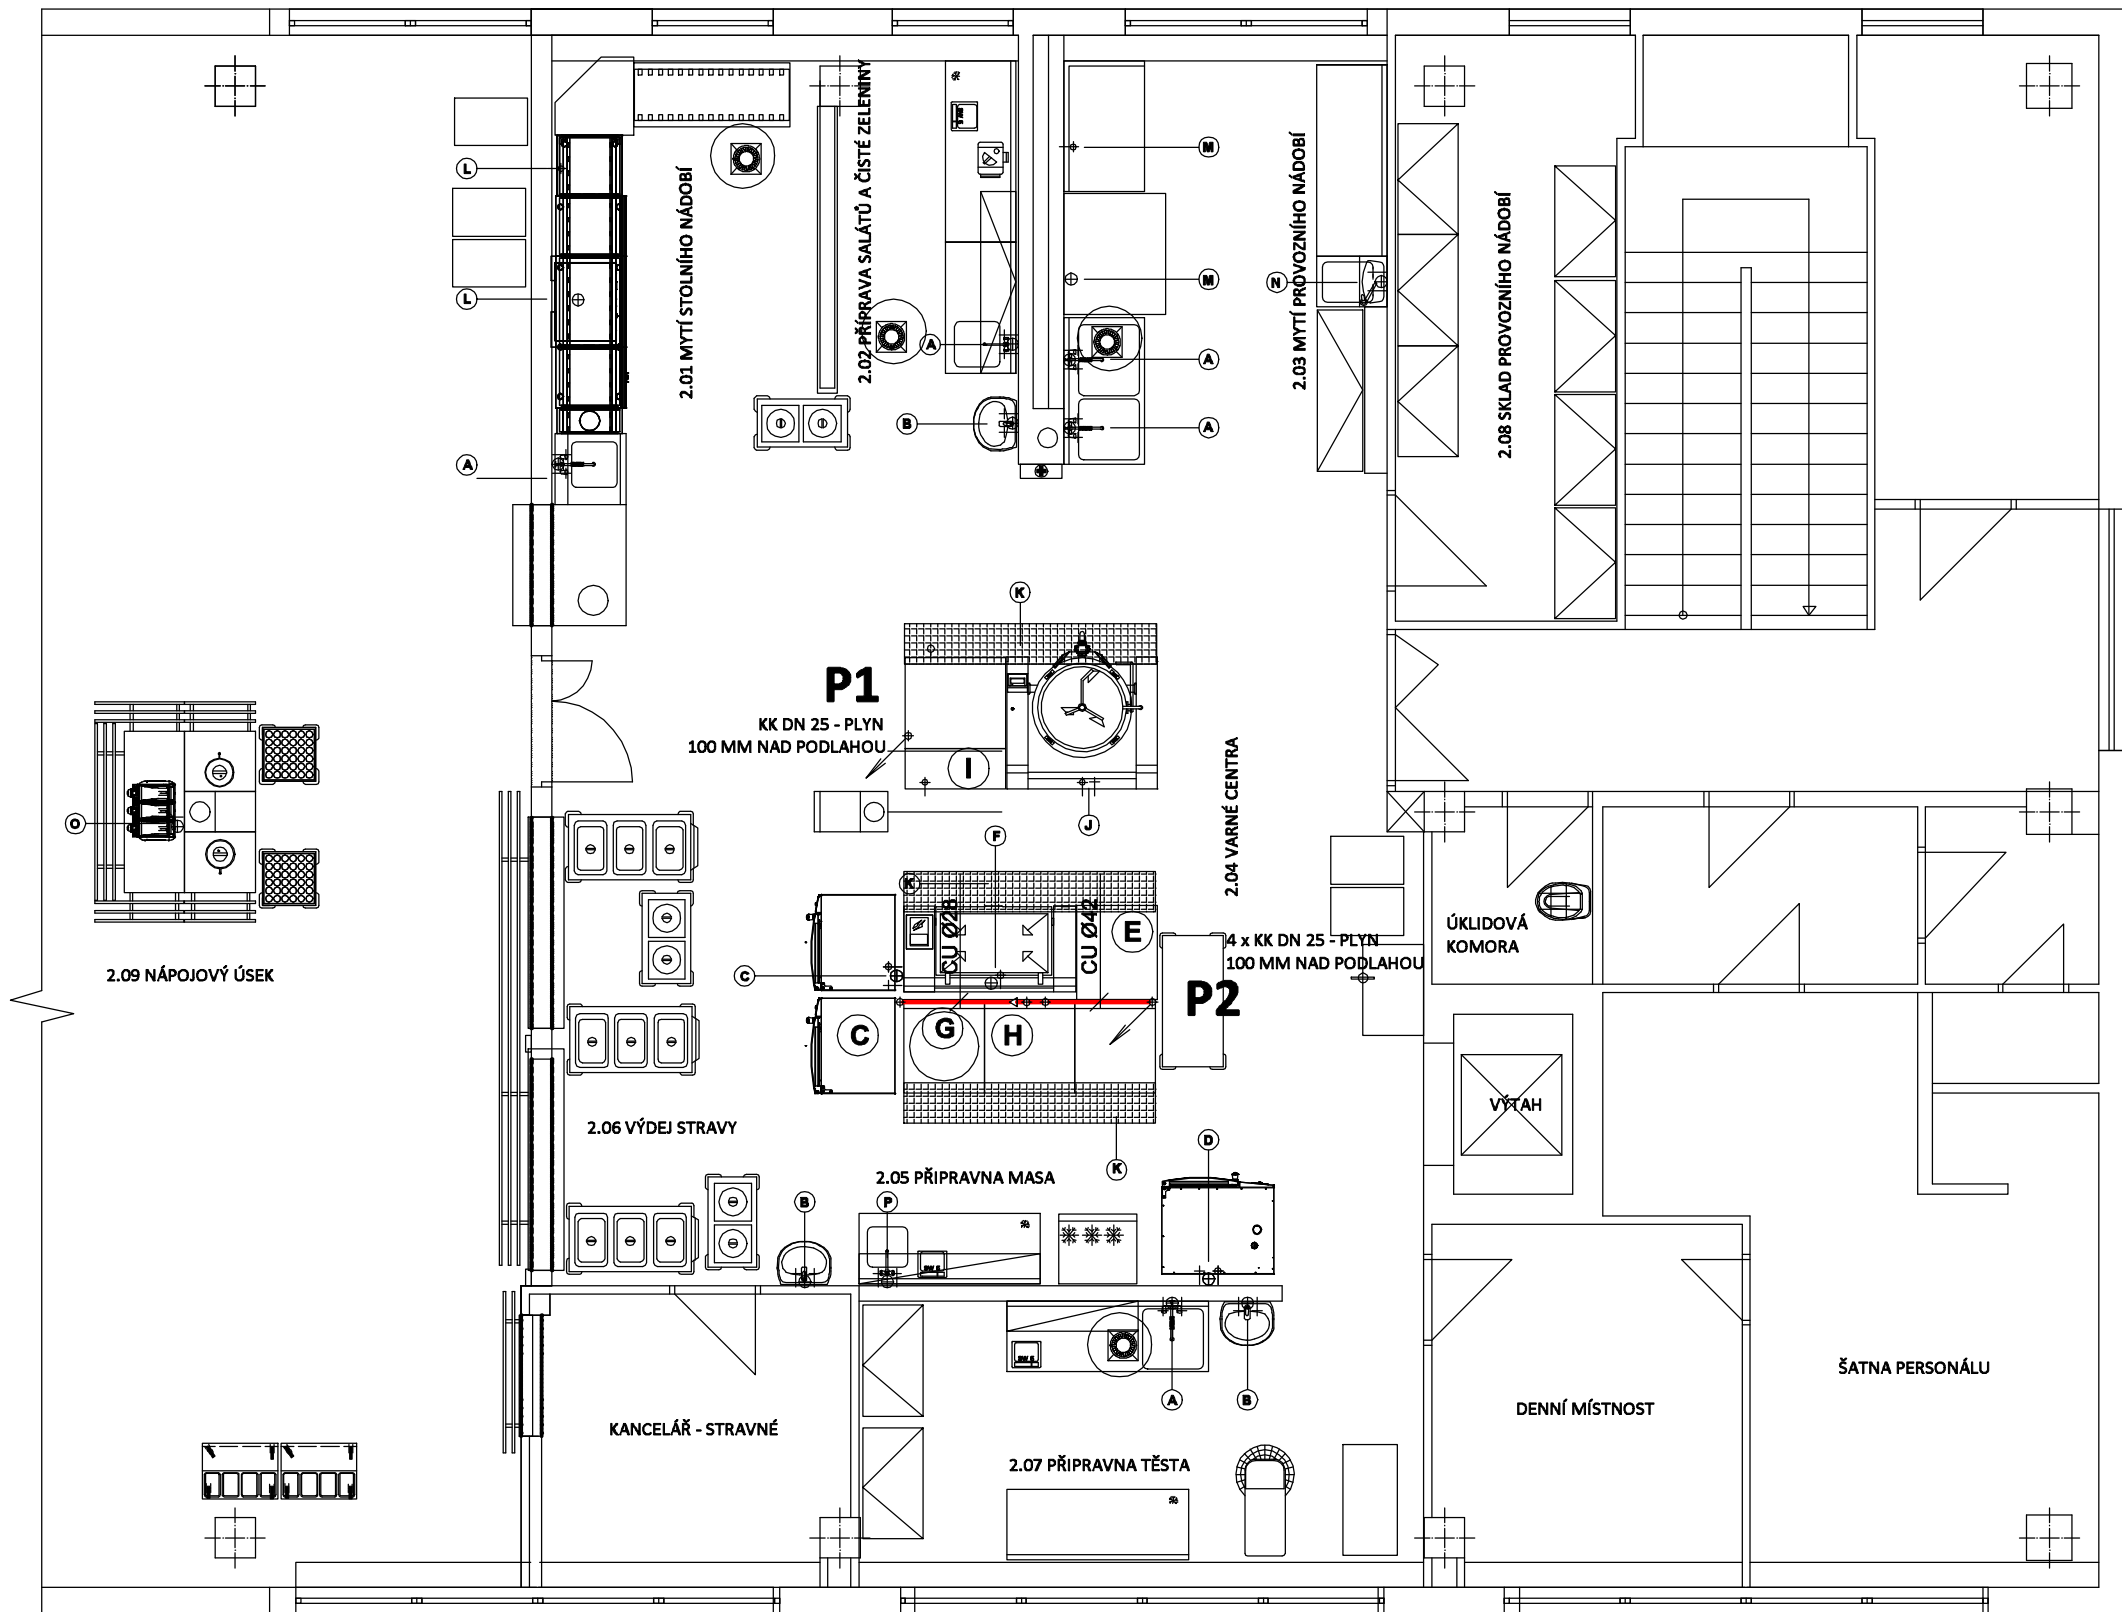 M
L
M
N
L
A
A
B
A
A
2.01 MYTÍ STOLNÍHO NÁDOBÍ
2.02 PŘÍPRAVA SALÁTŮ A ČISTÉ ZELENINY
2.03 MYTÍ PROVOZNÍHO NÁDOBÍ
2.08 SKLAD PROVOZNÍHO NÁDOBÍ
K
P1
KK DN 25 - PLYN
100 MM NAD PODLAHOU
I
J
O
F
2.04 VARNÉ CENTRA
K
CU Ø28
CU Ø42
E
4 x KK DN 25 - PLYN
100 MM NAD PODLAHOU
ÚKLIDOVÁ
KOMORA
2.09 NÁPOJOVÝ ÚSEK
C
P2
C
G
H
VÝTAH
2.06 VÝDEJ STRAVY
D
K
2.05 PŘIPRAVNA MASA
B
P
A
B
ŠATNA PERSONÁLU
DENNÍ MÍSTNOST
KANCELÁŘ - STRAVNÉ
2.07 PŘIPRAVNA TĚSTA